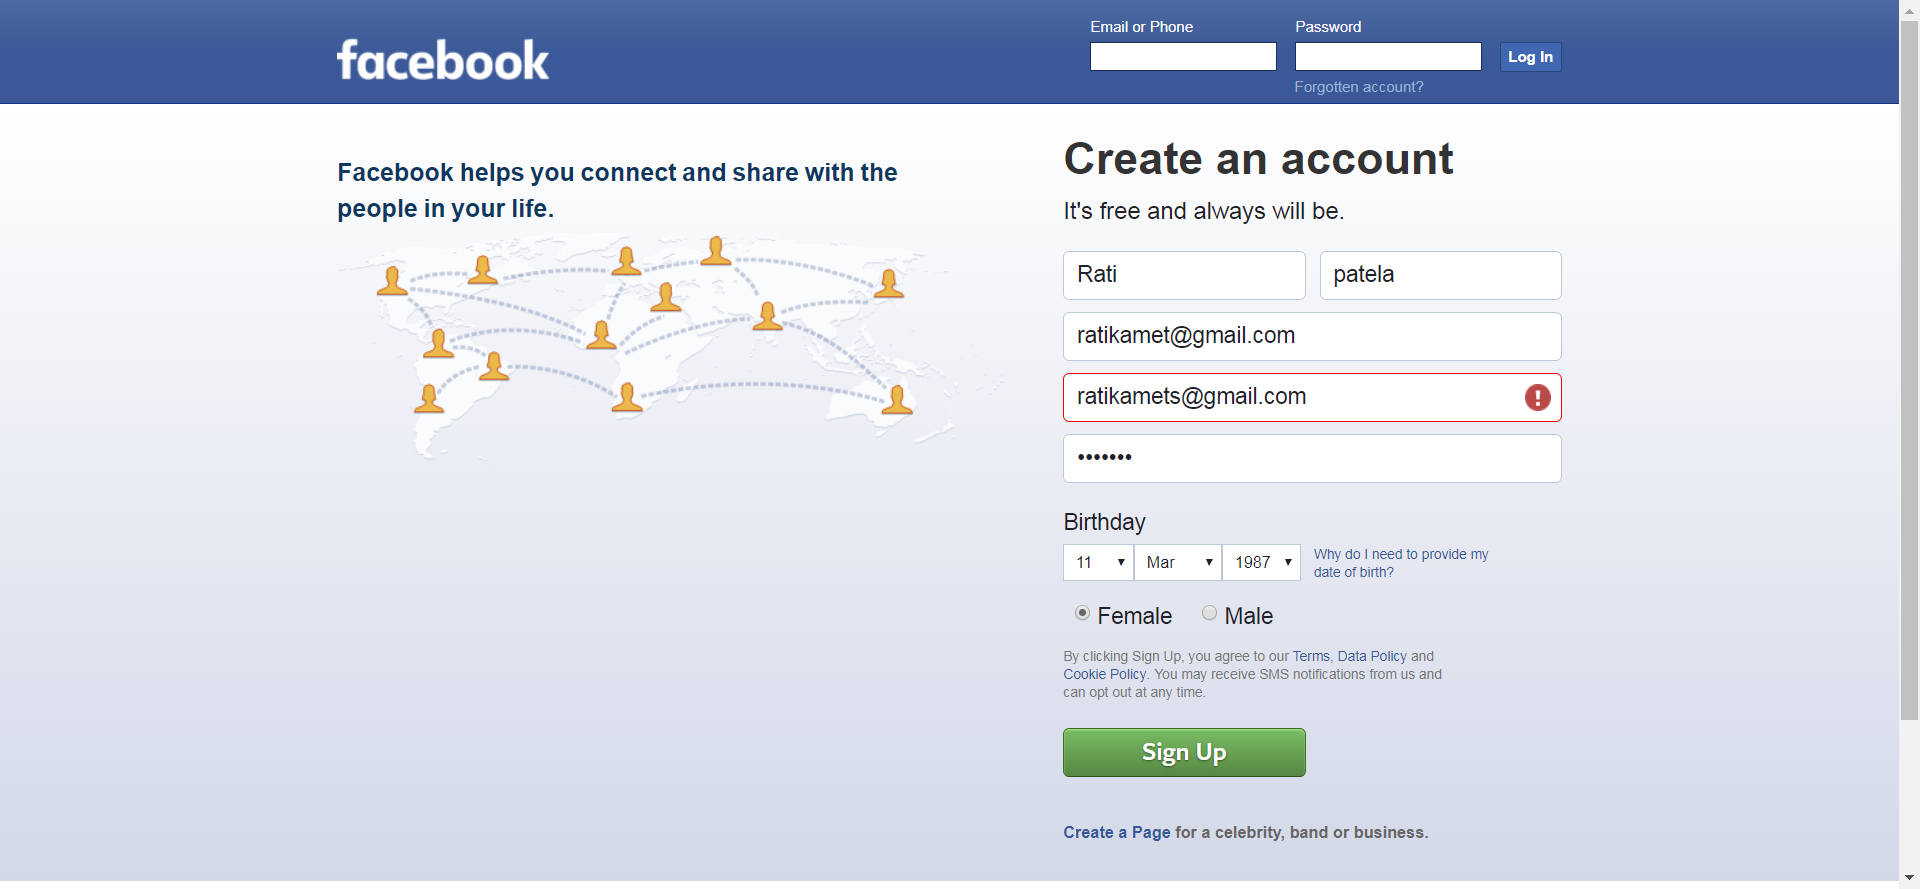 facebook
Email or Phone
Password
Log In
Forgotten account?
Facebook helps you connect and share with the
people in your life.
Create an account
It's free and always will be.
Rati
patela
ratikamet@gmail.com
ratikamets@gmail.com
•••••••
Birthday
11
Mar
1987
Why do I need to provide my
date of birth?
Female
Male
By clicking Sign Up, you agree to our Terms, Data Policy and
Cookie Policy. You may receive SMS notifications from us and
can opt out at any time.
Sign Up
Create a Page for a celebrity, band or business.